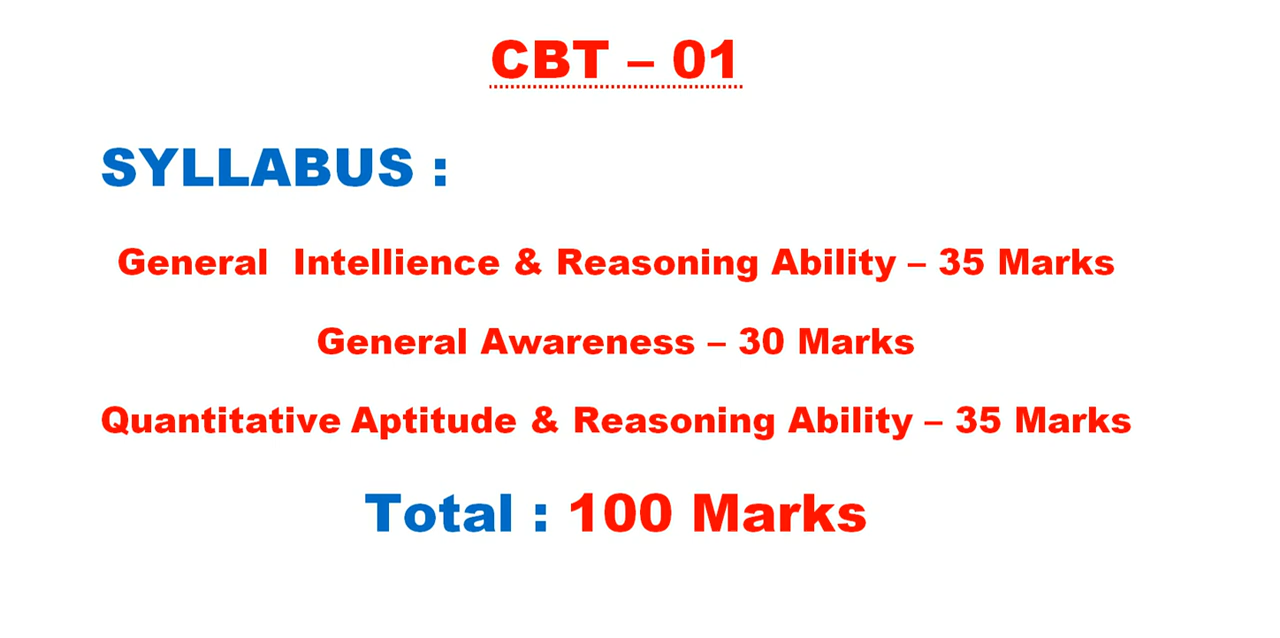 CBT – 01
SYLLABUS :
General Intellience & Reasoning Ability – 35 Marks
General Awareness – 30 Marks
Quantitative Aptitude & Reasoning Ability – 35 Marks
Total : 100 Marks